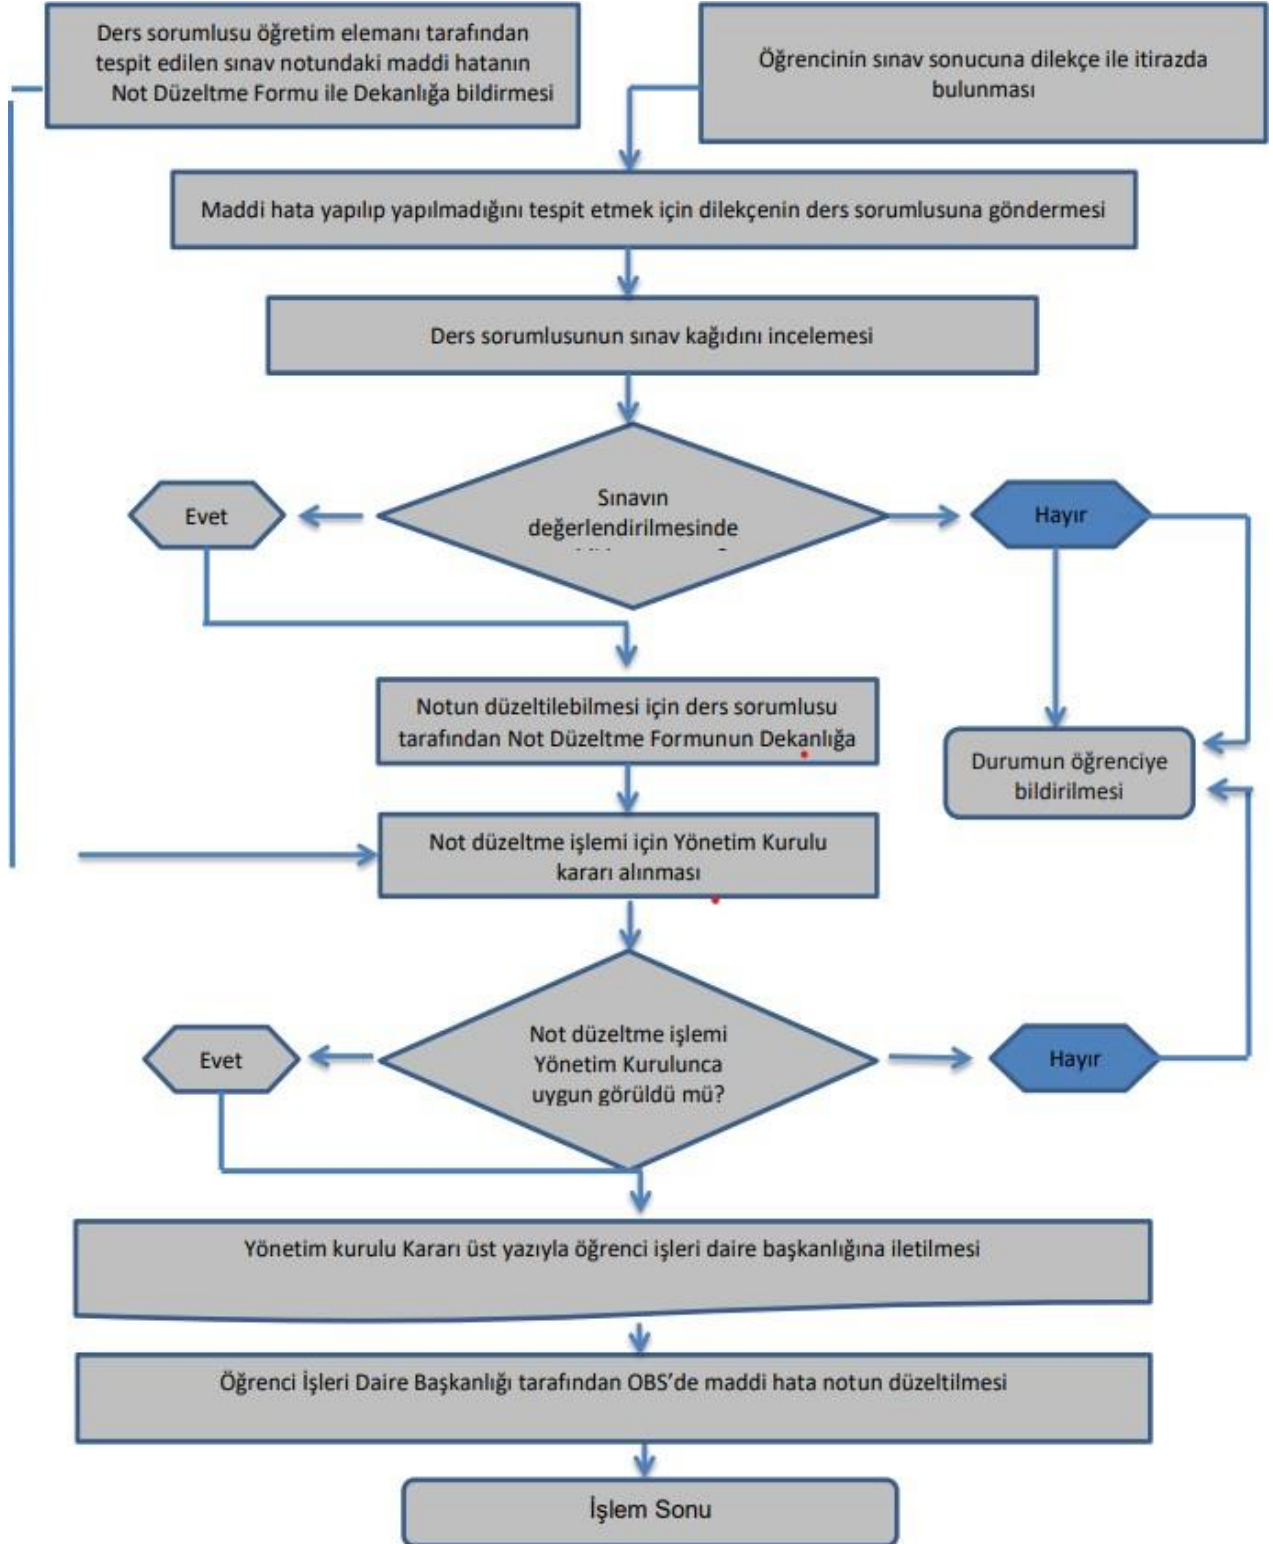 Ders sorumlusu öğretim elemanı tarafından
tespit edilen sınav notundaki maddi hatanın
Not Düzeltme Formu ile Dekanlığa bildirmesi
Öğrencinin sınav sonucuna dilekçe ile itirazda
bulunması
Maddi hata yapılıp yapılmadığını tespit etmek için dilekçenin ders sorumlusuna göndermesi
Ders sorumlusunun sınav kağıdını incelemesi
Sınavın
değerlendirilmesinde
Evet
Hayır
Notun düzeltilebilmesi için ders sorumlusu
tarafından Not Düzeltme Formunun Dekanlığa
Durumun öğrenciye
bildirilmesi
Not düzeltme işlemi için Yönetim Kurulu
kararı alınması
Not düzeltme işlemi
Yönetim Kurulunca
uygun görüldü mü?
Evet
Hayır
Yönetim kurulu Kararı üst yazıyla öğrenci işleri daire başkanlığına iletilmesi
Öğrenci İşleri Daire Başkanlığı tarafından OBS’de maddi hata notun düzeltilmesi
İşlem Sonu